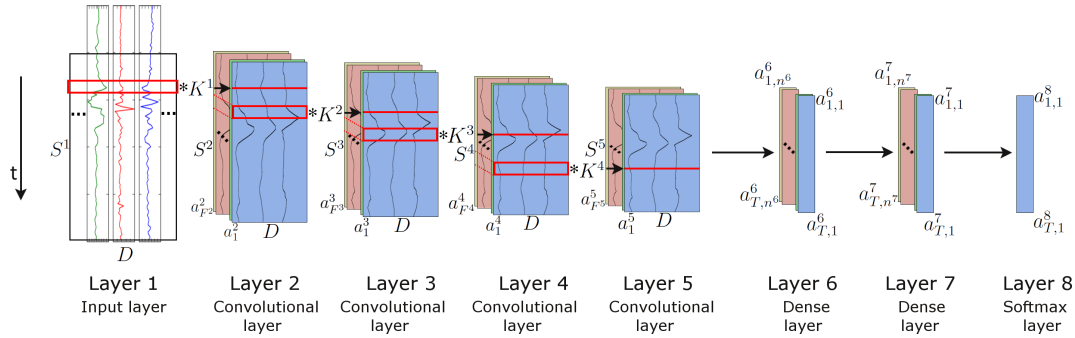 t
S^1
D
*K^1
S^2
a^2_{F^2}
a^2_1
D
*K^2
S^3
a^3_{F^3}
a^3_1
D
*K^3
S^4
a^4_{F^4}
a^4_1
D
*K^4
S^5
a^5_{F^5}
a^5_1
D
a^6_{1,n^6}
a^6_{1,1}
a^6_{T,n^6}
a^6_{T,1}
a^7_{1,n^7}
a^7_{1,1}
a^7_{T,n^7}
a^7_{T,1}
a^8_{1,1}
a^8_{T,1}
Layer 1
Input layer
Layer 2
Convolutional
layer
Layer 3
Convolutional
layer
Layer 4
Convolutional
layer
Layer 5
Convolutional
layer
Layer 6
Dense
layer
Layer 7
Dense
layer
Layer 8
Softmax
layer